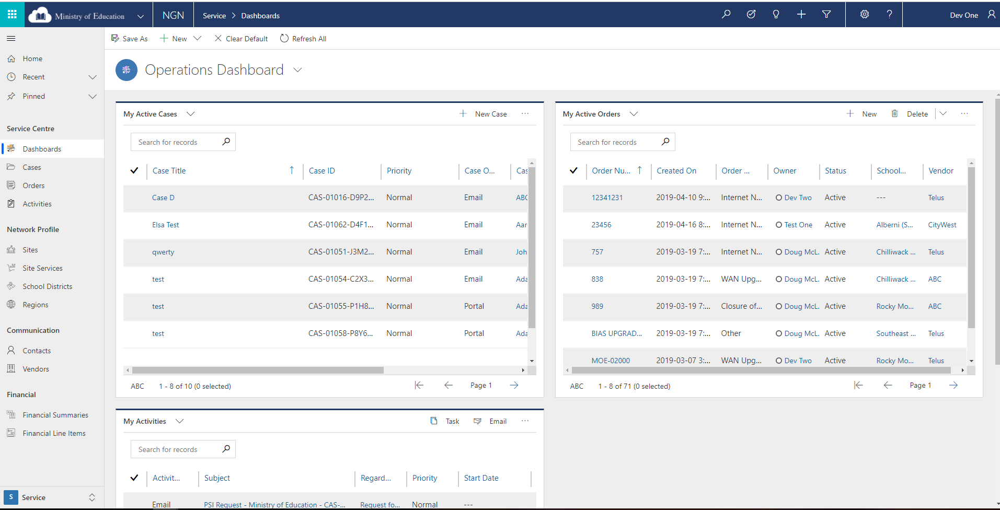 Ministry of Education
NGN
Service > Dashboards
Dev One
Save As
New
Clear Default
Refresh All
Home
Recent
Pinned
Service Centre
Dashboards
Cases
Orders
Activities
Network Profile
Sites
Site Services
School Districts
Regions
Communication
Contacts
Vendors
Financial
Financial Summaries
Financial Line Items
S Service
Operations Dashboard
My Active Cases
New Case ...
Search for records
Case Title Case ID Priority Case O... Cas
Case D CAS-01016-D9P2... Normal Email ABC
Elsa Test CAS-01062-D4F1... Normal Email Aar
qwerty CAS-01051-J3M2... Normal Email Joh
test CAS-01054-C2X3... Normal Email Ada
test CAS-01055-P1H8... Normal Portal Ada
test CAS-01058-P8Y6... Normal Portal Ada
ABC 1 - 8 of 10 (0 selected) Page 1
My Active Orders
New Delete ...
Search for records
Order Nu... Created On Order ... Owner Status School... Vendor
12341231 2019-04-10 9:... Internet N... Dev Two Active --- Telus
23456 2019-04-16 8:... Internet N... Test One Active Alberni (S... CityWest
757 2019-03-19 7:... Internet N... Doug McL. Active Chilliwack ... Telus
838 2019-03-19 7:... WAN Upg... Doug McL. Active Chilliwack ... ABC
989 2019-03-19 7:... Closure of... Doug McL. Active Rocky Mo... ABC
BIAS UPGRAD... 2019-03-19 7:... Other Doug McL. Active Southeast ... Telus
MOE-02000 2019-03-07 3:... WAN Upg... Dev Two Active Rocky Mo... Telus
ABC 1 - 8 of 71 (0 selected) Page 1
My Activities
Task Email ...
Search for records
Activit... Subject Regard... Priority Start Date
Email PSI Request - Ministry of Education - CAS-... Request fo... Normal ---